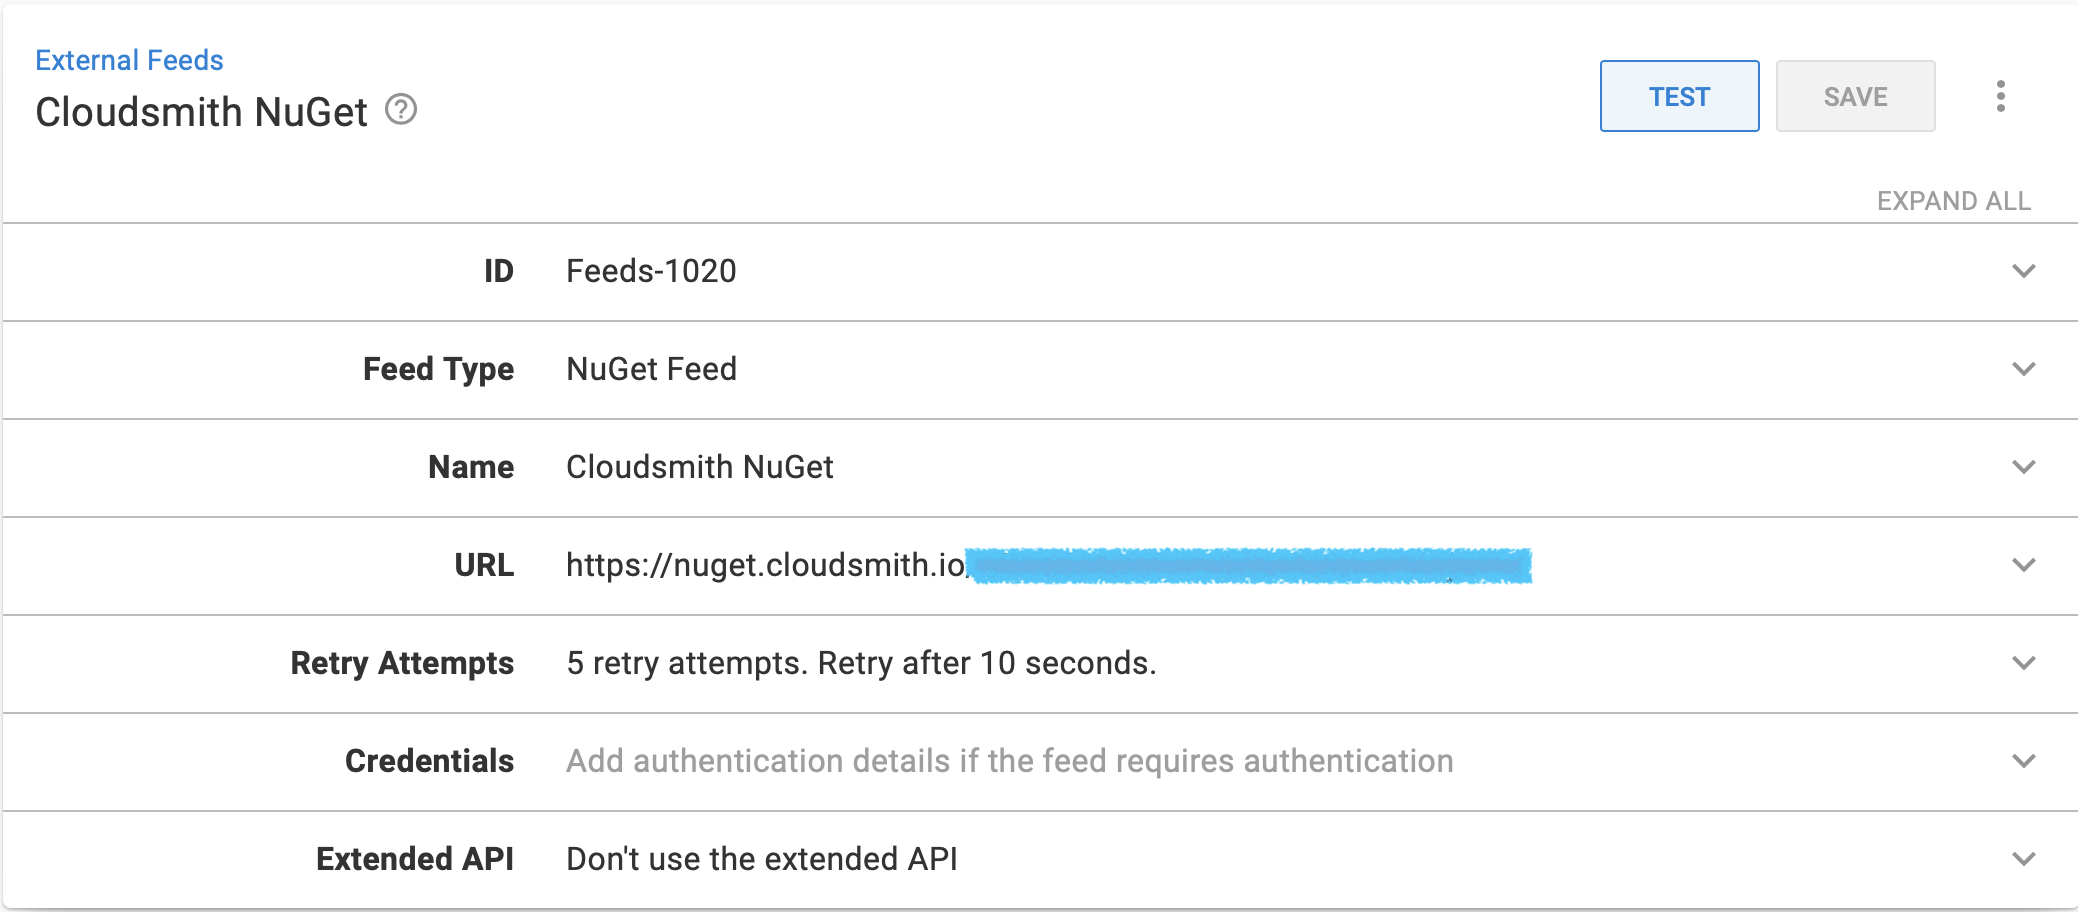 External Feeds
Cloudsmith NuGet
TEST
SAVE
EXPAND ALL
ID Feeds-1020
Feed Type NuGet Feed
Name Cloudsmith NuGet
URL https://nuget.cloudsmith.io
Retry Attempts 5 retry attempts. Retry after 10 seconds.
Credentials Add authentication details if the feed requires authentication
Extended API Don't use the extended API